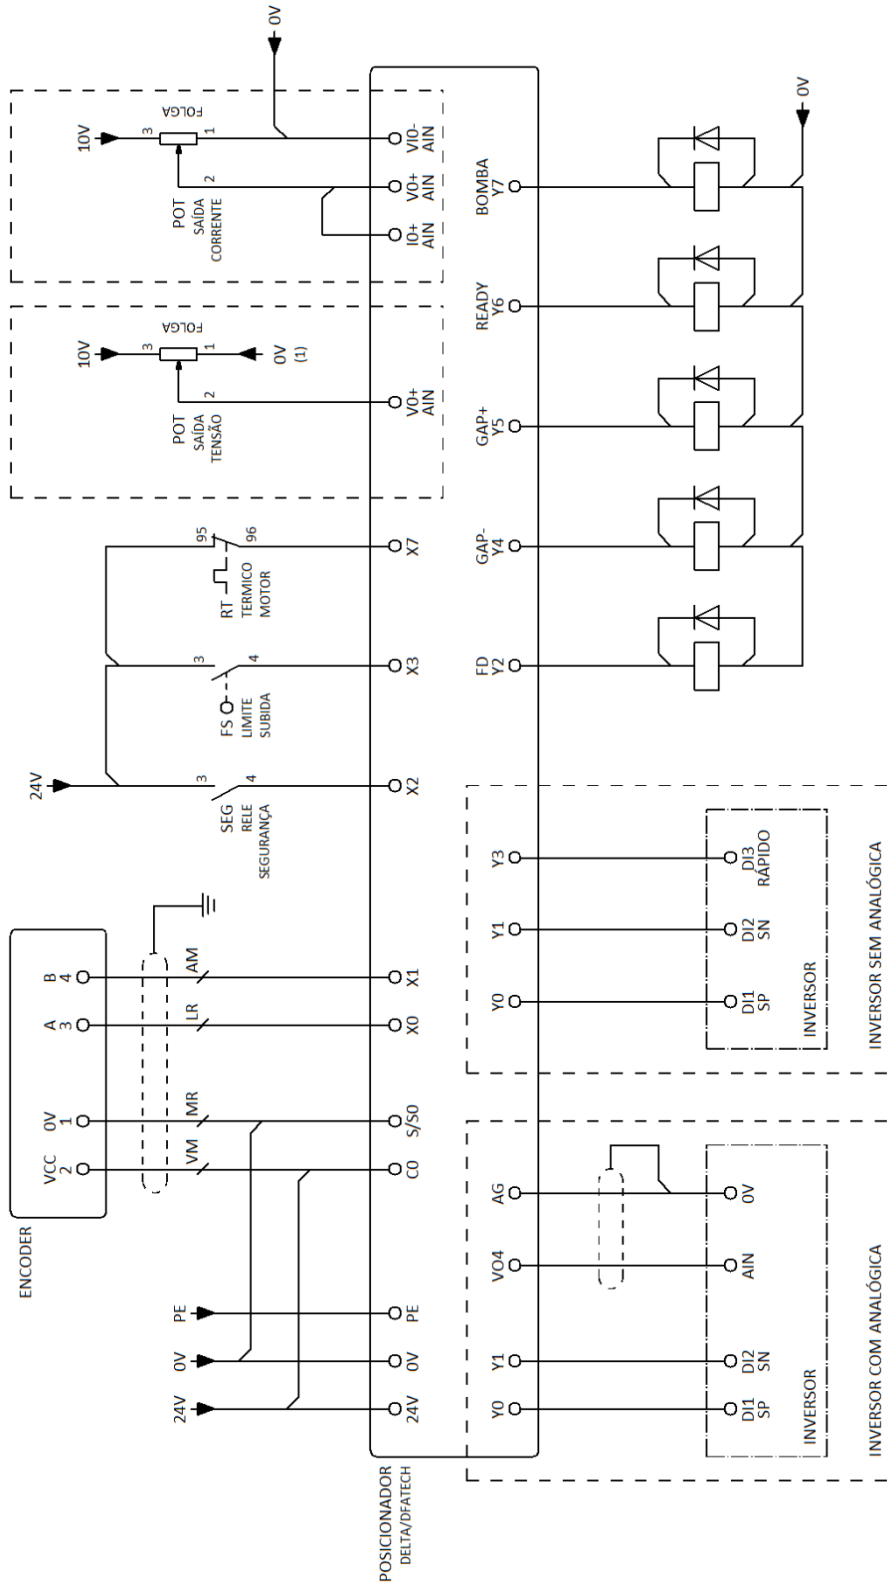 POSICIONADOR
DELTA/DFATECH
ENCODER
VCC
2
0V
1
A
3
B
4
VM
MR
LR
AM
24V
0V
PE
24V
0V
PE
C0
S/S0
X0
X1
24V
SEG
RELE
SEGURANÇA
3
4
X2
FS
LIMITE
SUBIDA
3
4
X3
RT
TERMICO
MOTOR
95
96
X7
10V
FOLGA
3
1
2
POT
SAÍDA
TENSÃO
0V
(1)
V0+
AIN
10V
FOLGA
3
1
2
POT
SAÍDA
CORRENTE
0V
I0+
AIN
V0+
AIN
VI0-
AIN
Y0
Y1
VO4
AG
DI1
SP
DI2
SN
AIN
0V
INVERSOR
INVERSOR COM ANALÓGICA
Y0
Y1
Y3
DI1
SP
DI2
SN
DI3
RÁPIDO
INVERSOR
INVERSOR SEM ANALÓGICA
FD
Y2
GAP-
Y4
GAP+
Y5
READY
Y6
BOMBA
Y7
0V